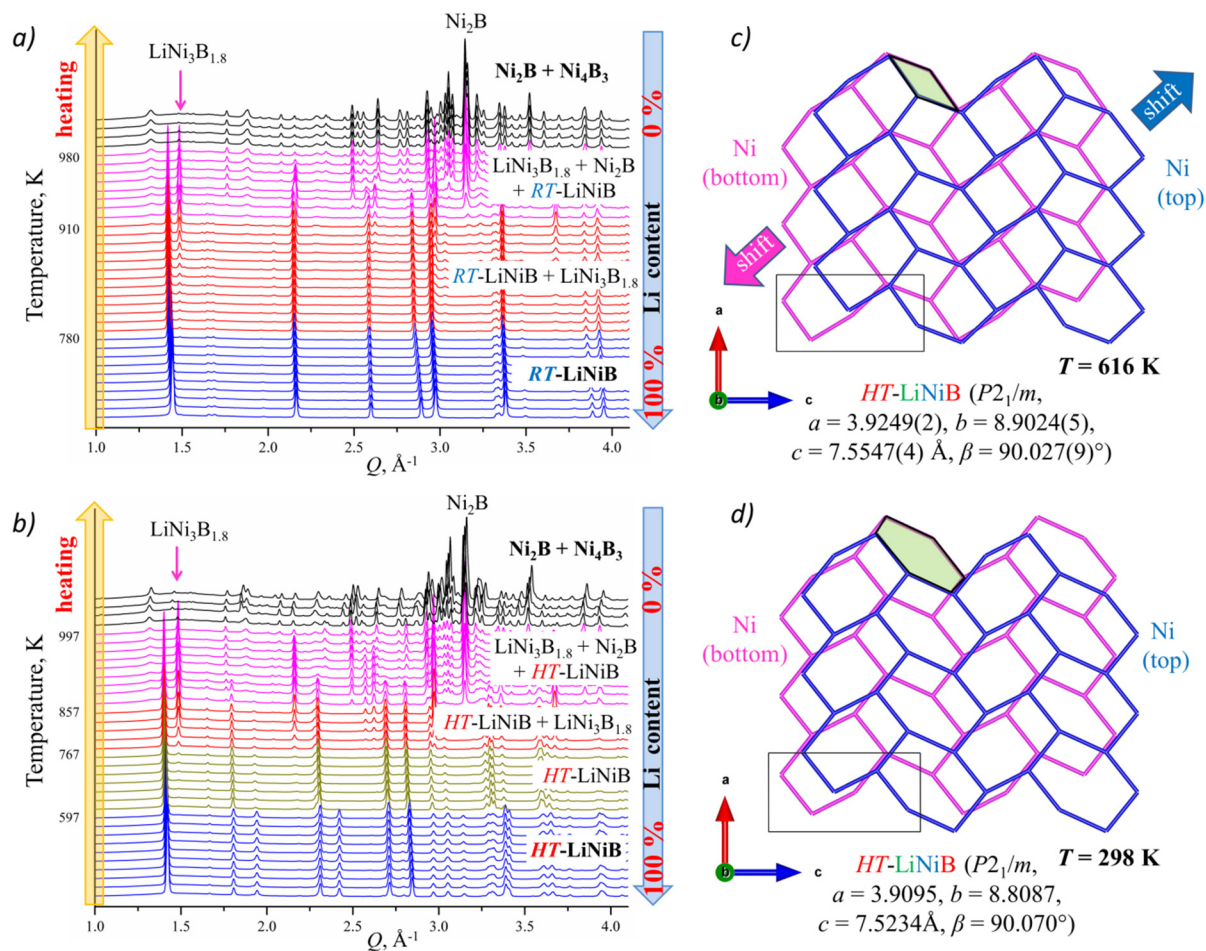 a)
LiNi3B1.8
Ni2B
Ni2B + Ni4B3
heating
0 %
980
LiNi3B1.8 + Ni2B
+ RT-LiNiB
Temperature, K
910
RT-LiNiB + LiNi3B1.8
Li content
780
RT-LiNiB
100 %
1.0 1.5 2.0 2.5 3.0 3.5 4.0
Q, Å-1
b)
LiNi3B1.8
Ni2B
Ni2B + Ni4B3
heating
0 %
997
LiNi3B1.8 + Ni2B
+ HT-LiNiB
Temperature, K
857
HT-LiNiB + LiNi3B1.8
Li content
767
HT-LiNiB
597
HT-LiNiB
100 %
1.0 1.5 2.0 2.5 3.0 3.5 4.0
Q, Å-1
c)
shift
Ni
(bottom)
Ni
(top)
shift
a
b
c
T = 616 K
HT-LiNiB (P21/m,
a = 3.9249(2), b = 8.9024(5),
c = 7.5547(4) Å, β = 90.027(9)°)
d)
Ni
(bottom)
Ni
(top)
a
b
c
T = 298 K
HT-LiNiB (P21/m,
a = 3.9095, b = 8.8087,
c = 7.5234Å, β = 90.070°)